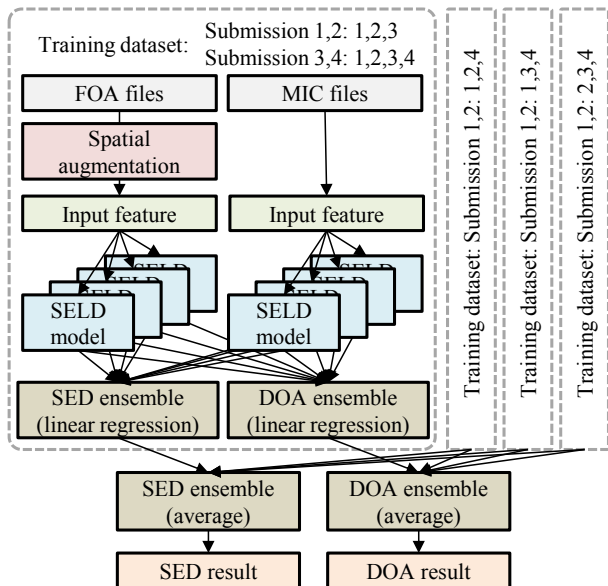 Training dataset:
Submission 1,2: 1,2,3
Submission 3,4: 1,2,3,4
FOA files
MIC files
Spatial
augmentation
Input feature
Input feature
SELD
model
SELD
model
SED ensemble
(linear regression)
DOA ensemble
(linear regression)
Training dataset: Submission 1,2: 1,2,4
Training dataset: Submission 1,2: 1,3,4
Training dataset: Submission 1,2: 2,3,4
SED ensemble
(average)
DOA ensemble
(average)
SED result
DOA result